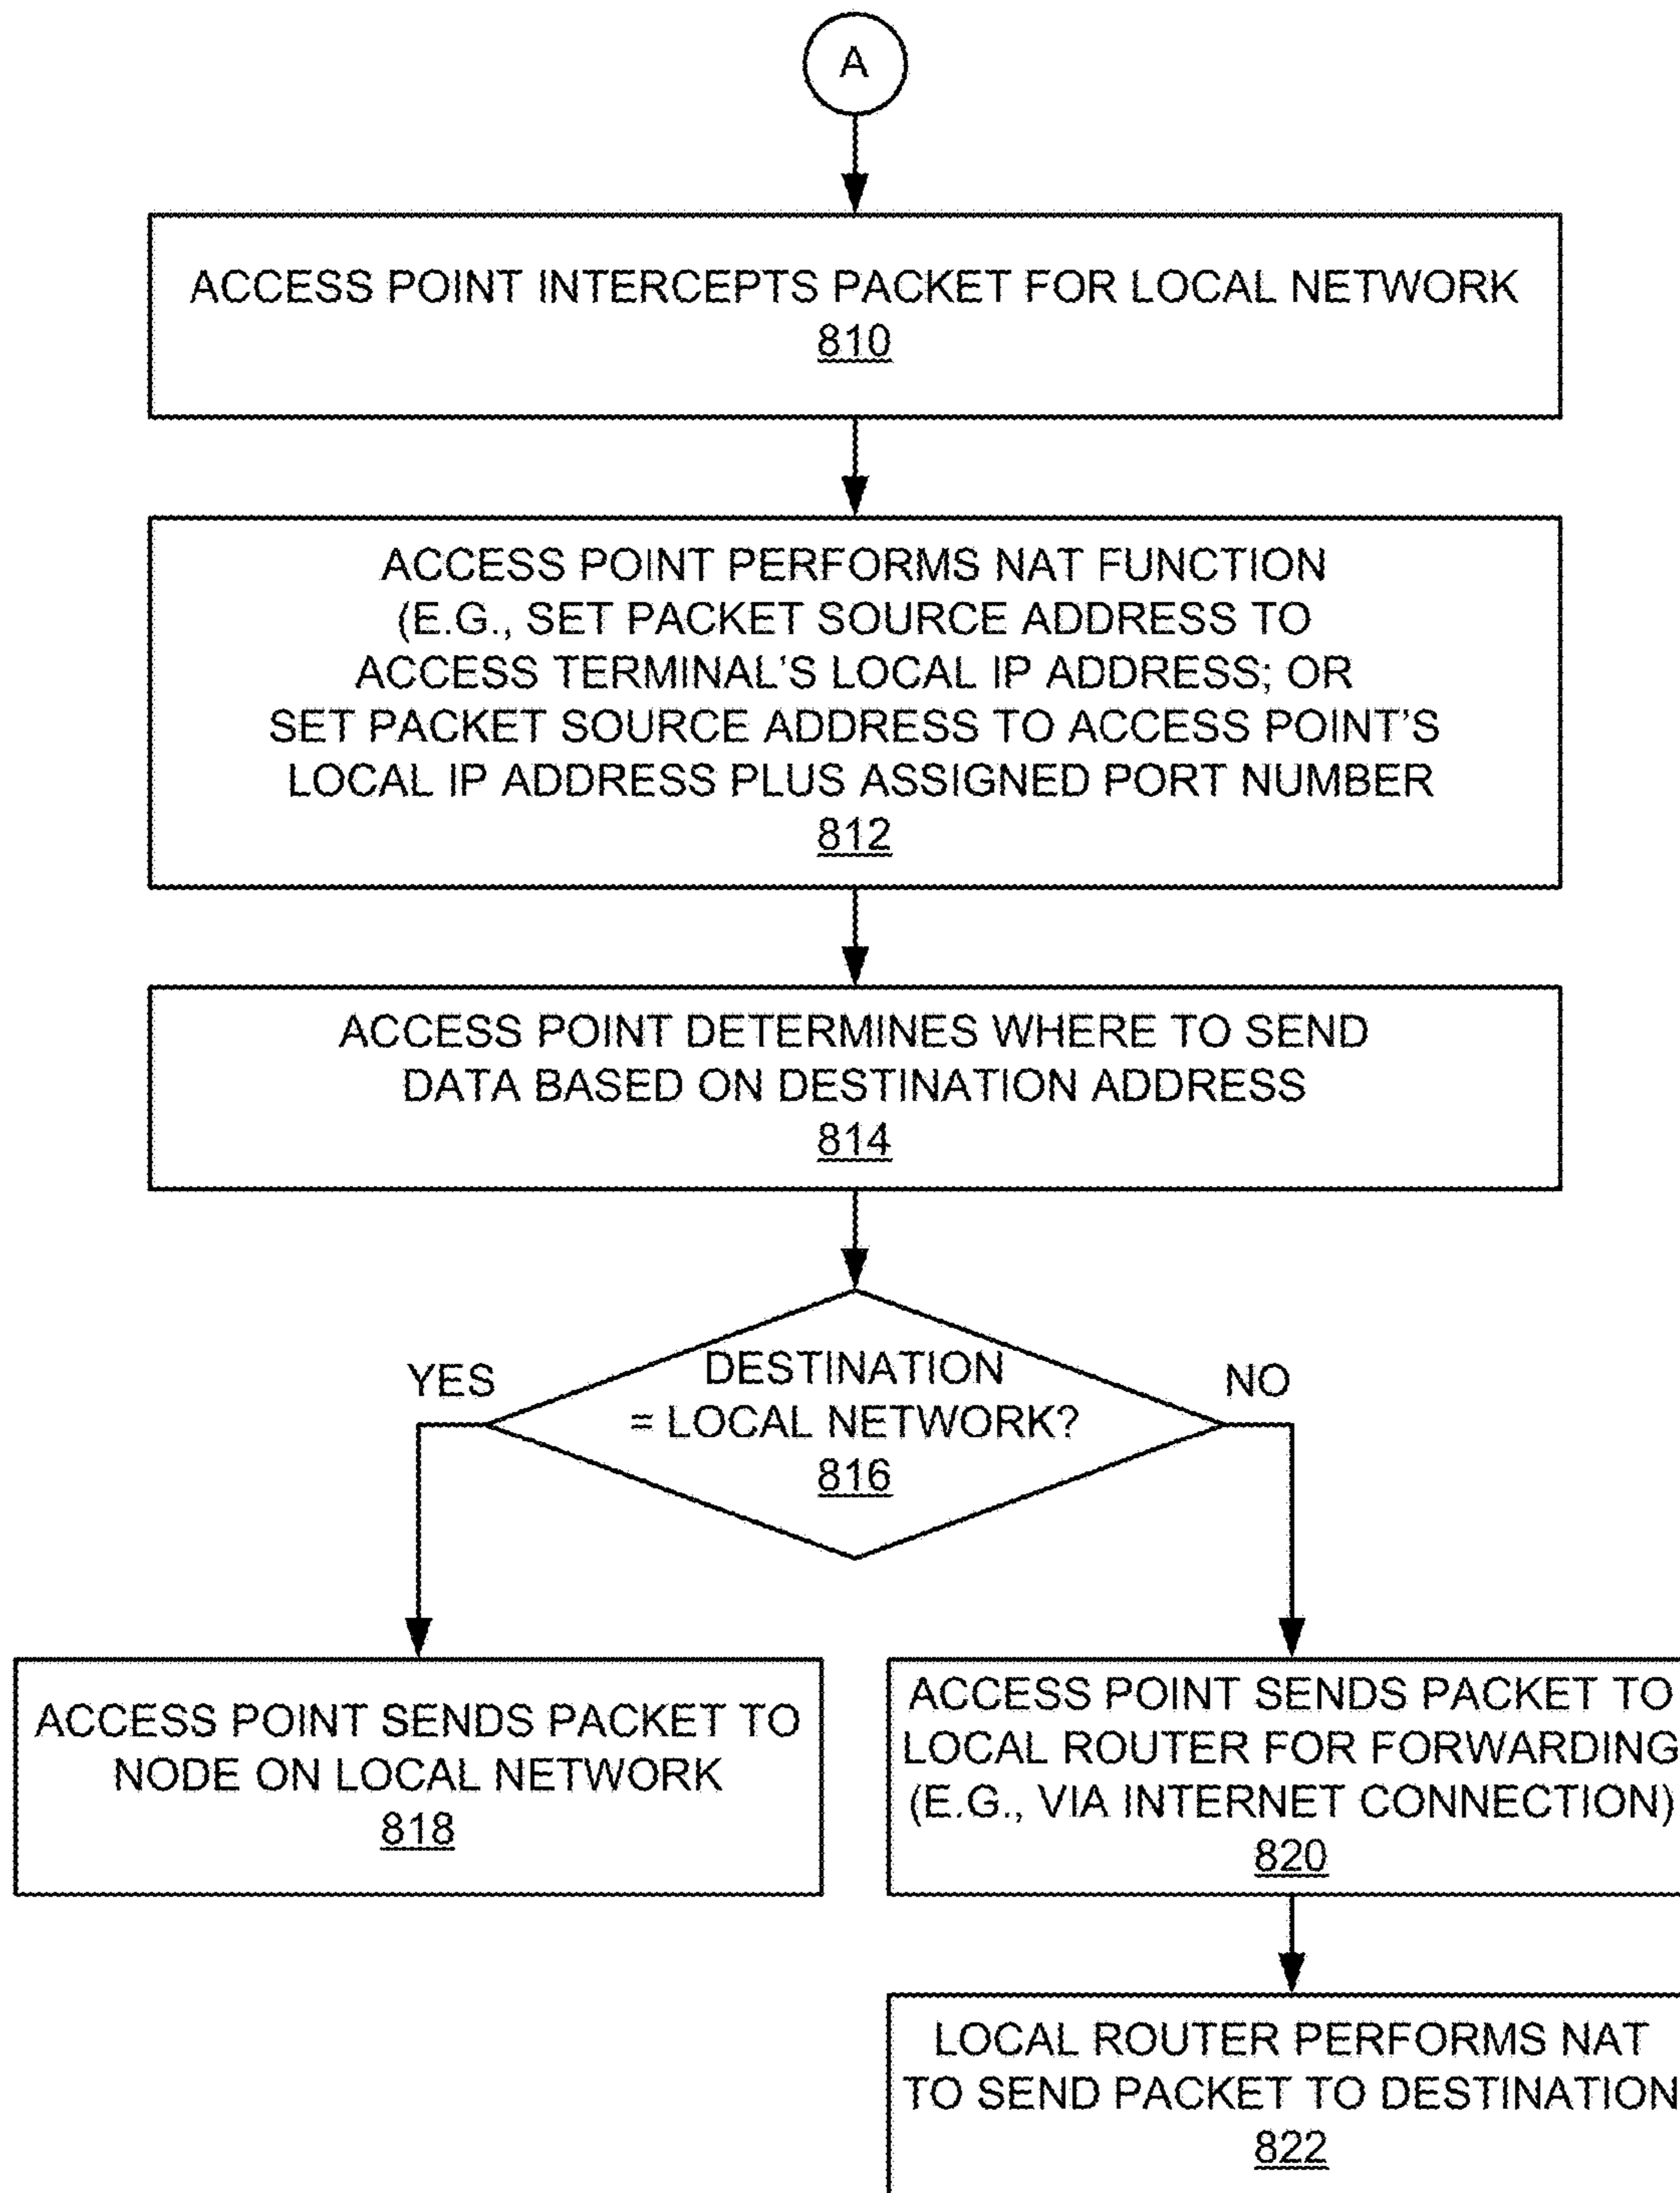 A
ACCESS POINT INTERCEPTS PACKET FOR LOCAL NETWORK
810
ACCESS POINT PERFORMS NAT FUNCTION
(E.G., SET PACKET SOURCE ADDRESS TO
ACCESS TERMINAL'S LOCAL IP ADDRESS; OR
SET PACKET SOURCE ADDRESS TO ACCESS POINT'S
LOCAL IP ADDRESS PLUS ASSIGNED PORT NUMBER
812
ACCESS POINT DETERMINES WHERE TO SEND
DATA BASED ON DESTINATION ADDRESS
814
YES
DESTINATION
= LOCAL NETWORK?
816
NO
ACCESS POINT SENDS PACKET TO
NODE ON LOCAL NETWORK
818
ACCESS POINT SENDS PACKET TO
LOCAL ROUTER FOR FORWARDING
(E.G., VIA INTERNET CONNECTION)
820
LOCAL ROUTER PERFORMS NAT
TO SEND PACKET TO DESTINATION
822